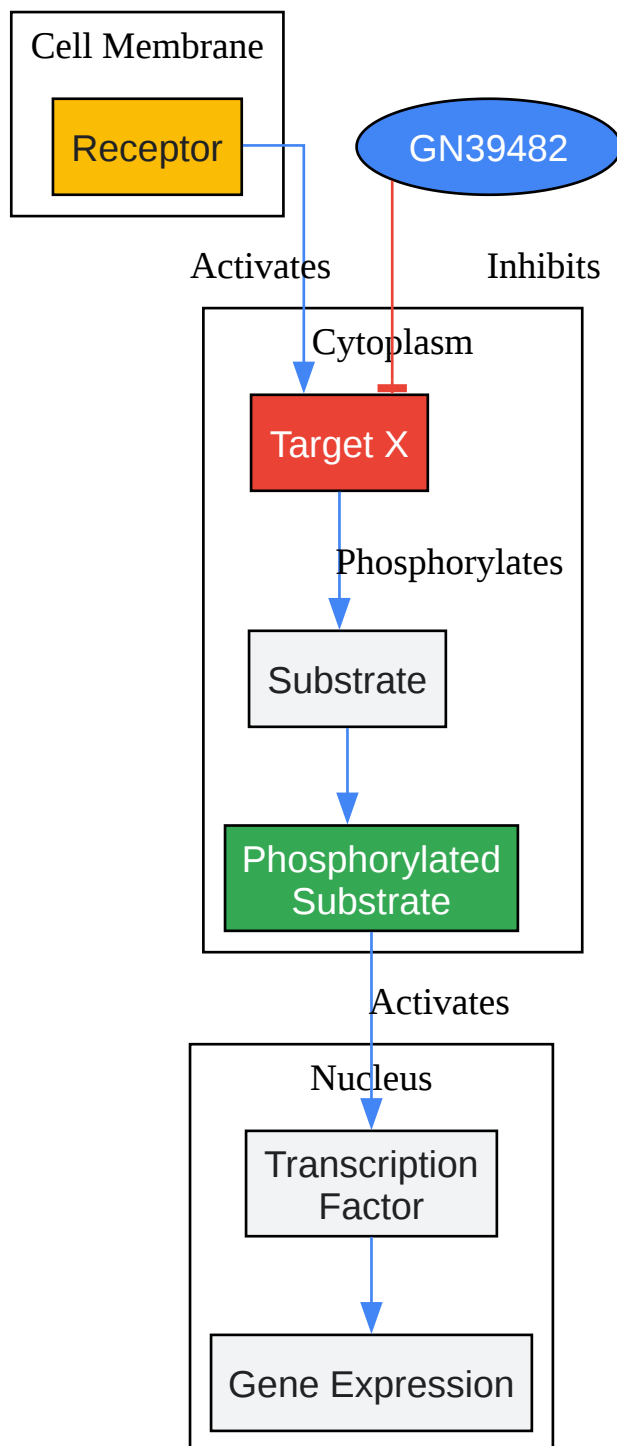 Cell Membrane
Receptor
GN39482
Activates
Inhibits
Cytoplasm
Target X
Phosphorylates
Substrate
Phosphorylated
Substrate
Activates
Nucleus
Transcription
Factor
Gene Expression